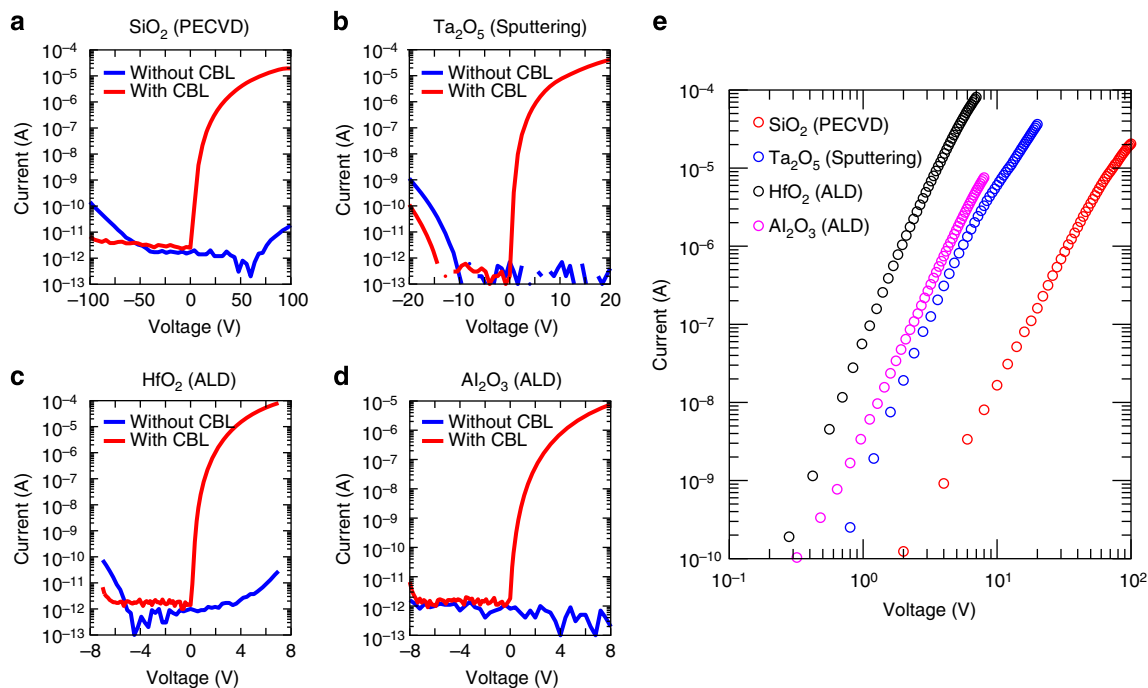 a
SiO₂ (PECVD)
10⁻⁴
10⁻⁵
10⁻⁶
10⁻⁷
10⁻⁸
10⁻⁹
10⁻¹⁰
10⁻¹¹
10⁻¹²
10⁻¹³
Current (A)
Without CBL
With CBL
−100 −50 0 50 100
Voltage (V)
b
Ta₂O₅ (Sputtering)
10⁻⁴
10⁻⁵
10⁻⁶
10⁻⁷
10⁻⁸
10⁻⁹
10⁻¹⁰
10⁻¹¹
10⁻¹²
10⁻¹³
Current (A)
Without CBL
With CBL
−20 −10 0 10 20
Voltage (V)
c
HfO₂ (ALD)
10⁻⁴
10⁻⁵
10⁻⁶
10⁻⁷
10⁻⁸
10⁻⁹
10⁻¹⁰
10⁻¹¹
10⁻¹²
10⁻¹³
Current (A)
Without CBL
With CBL
−8 −4 0 4 8
Voltage (V)
d
Al₂O₃ (ALD)
10⁻⁵
10⁻⁶
10⁻⁷
10⁻⁸
10⁻⁹
10⁻¹⁰
10⁻¹¹
10⁻¹²
10⁻¹³
Current (A)
Without CBL
With CBL
−8 −4 0 4 8
Voltage (V)
e
10⁻⁴
10⁻⁵
10⁻⁶
10⁻⁷
10⁻⁸
10⁻⁹
10⁻¹⁰
Current (A)
SiO₂ (PECVD)
Ta₂O₅ (Sputtering)
HfO₂ (ALD)
Al₂O₃ (ALD)
10⁻¹ 10⁰ 10¹ 10²
Voltage (V)